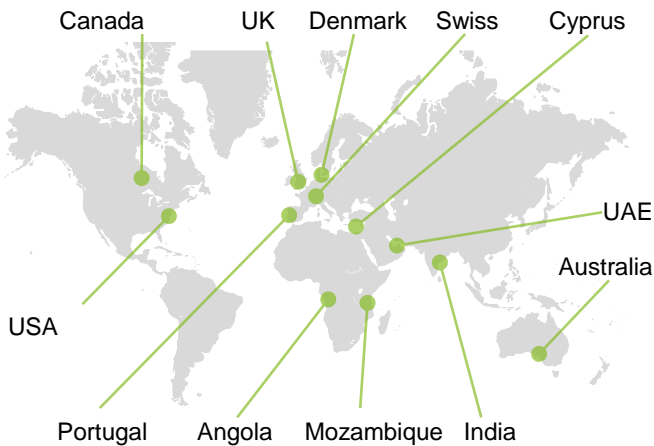 Canada UK Denmark Swiss Cyprus
UAE
Australia
USA
Portugal Angola Mozambique India